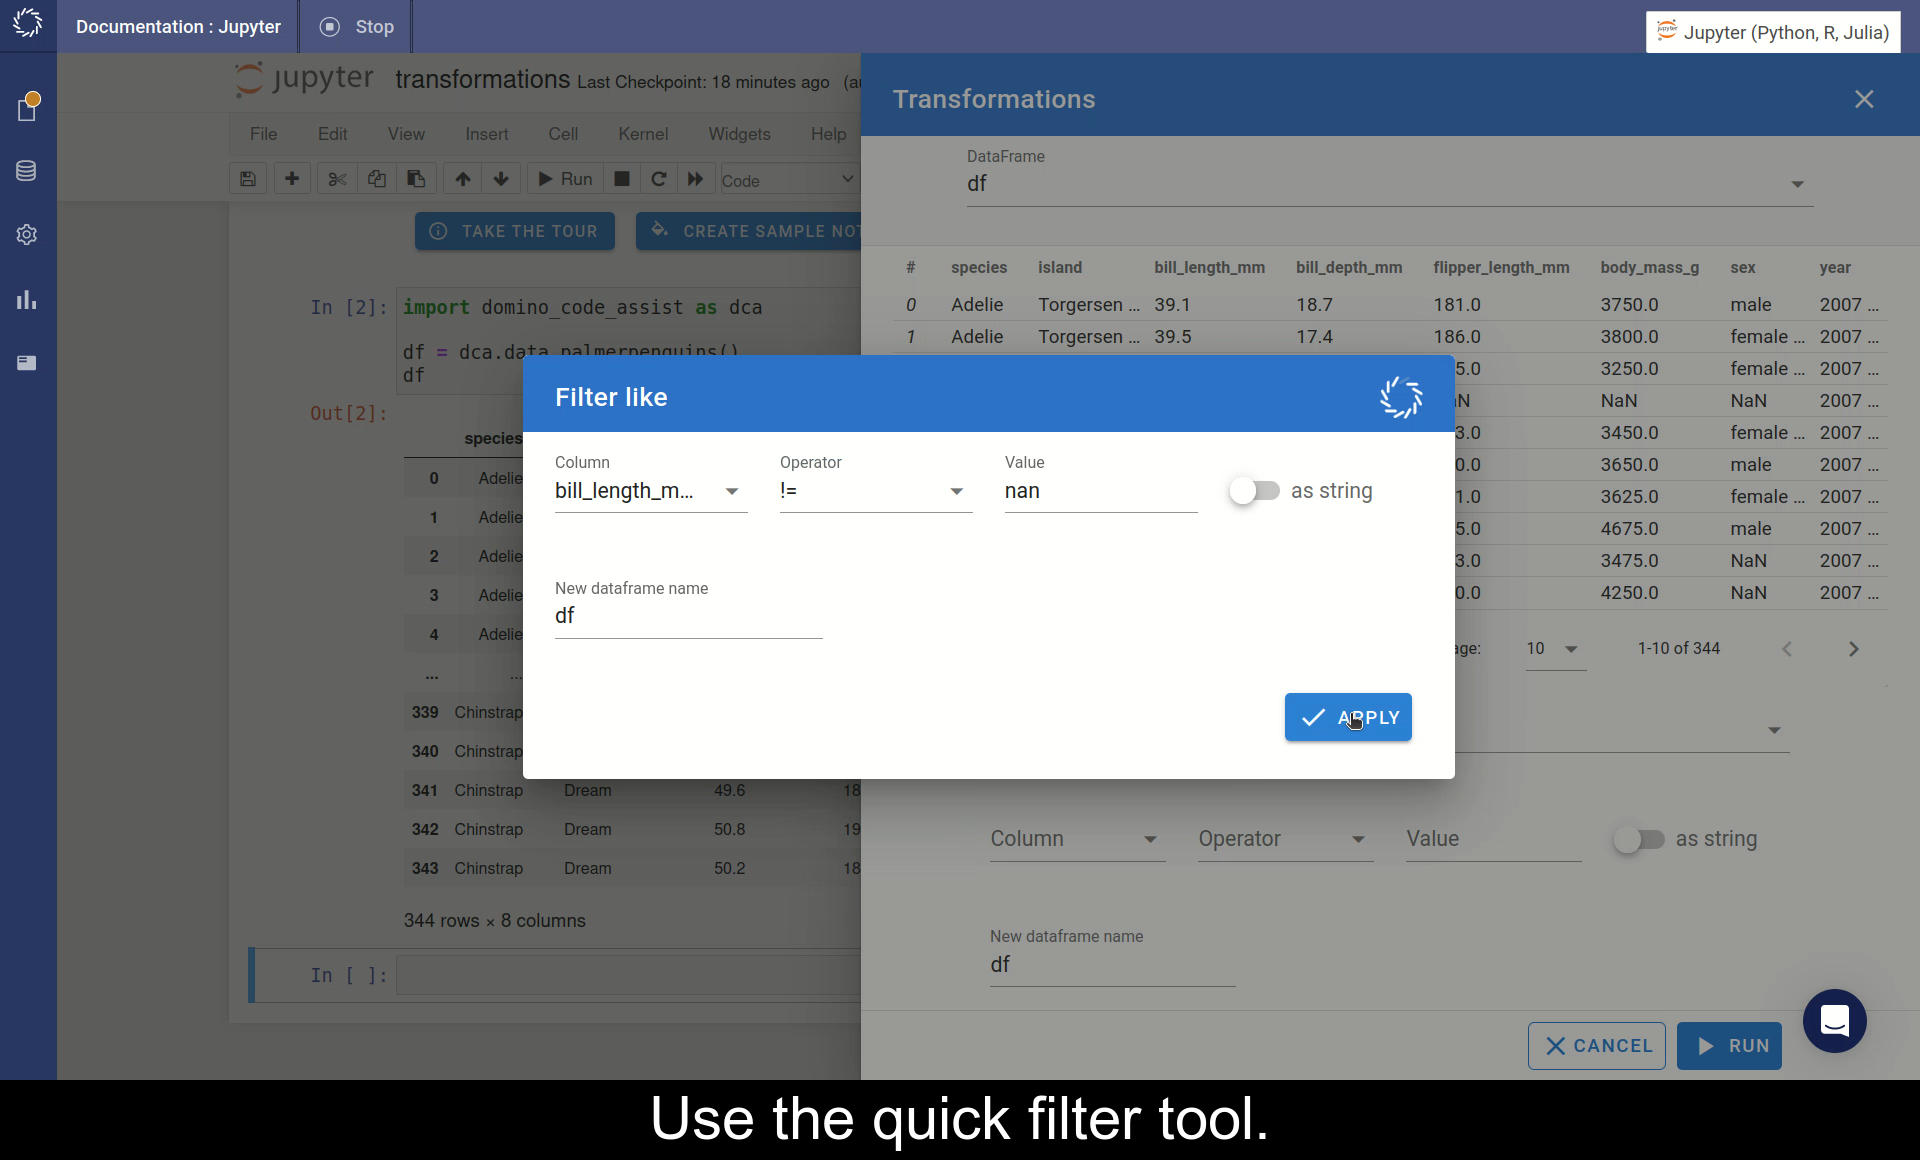 Documentation : Jupyter
Stop
Jupyter (Python, R, Julia)
jupyter transformations Last Checkpoint: 18 minutes ago (a
File Edit View Insert Cell Kernel Widgets Help
Run
Code
TAKE THE TOUR
CREATE SAMPLE NOT
In [2]:
import domino_code_assist as dca
df = dca.data_palmerpenguins()
df
Out[2]:
species
0 Adelie
1 Adelie
2 Adelie
3 Adelie
4 Adelie
... ...
339 Chinstrap
340 Chinstrap
341 Chinstrap Dream 49.6 18
342 Chinstrap Dream 50.8 19
343 Chinstrap Dream 50.2 18
344 rows × 8 columns
In [ ]:
Transformations
DataFrame
df
# species island bill_length_mm bill_depth_mm flipper_length_mm body_mass_g sex year
0 Adelie Torgersen ... 39.1 18.7 181.0 3750.0 male 2007 ...
1 Adelie Torgersen ... 39.5 17.4 186.0 3800.0 female ... 2007 ...
5.0 3250.0 female ... 2007 ...
N NaN NaN 2007 ...
3.0 3450.0 female ... 2007 ...
0.0 3650.0 male 2007 ...
1.0 3625.0 female ... 2007 ...
5.0 4675.0 male 2007 ...
3.0 3475.0 NaN 2007 ...
0.0 4250.0 NaN 2007 ...
age: 10 1-10 of 344
Filter like
Column Operator Value
bill_length_m... != nan as string
New dataframe name
df
APPLY
Column Operator Value as string
New dataframe name
df
CANCEL
RUN
Use the quick filter tool.